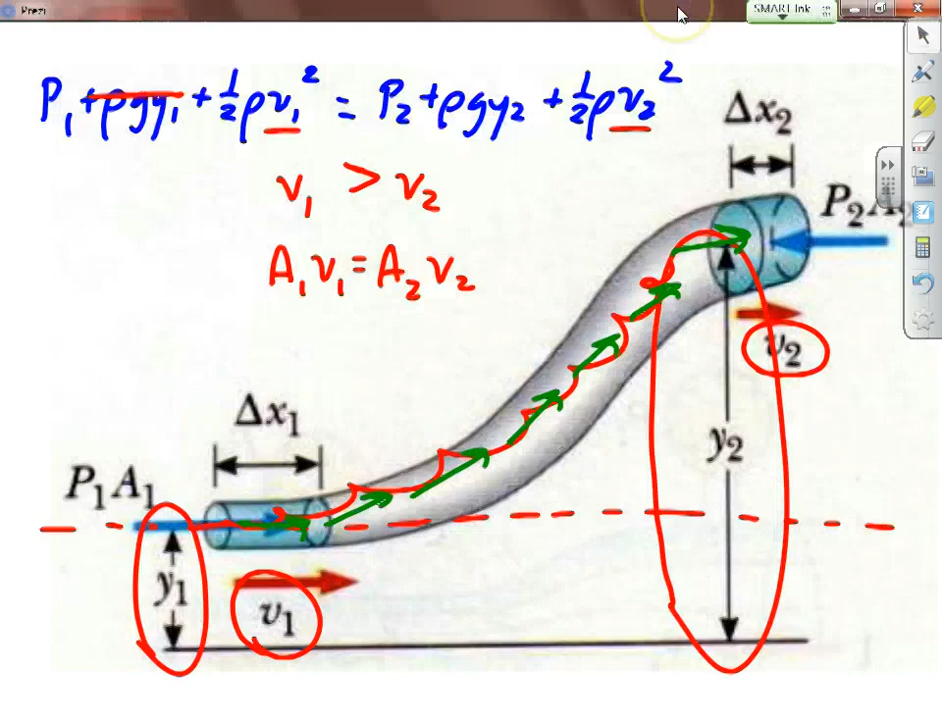 Prezi
SMART Ink
P₁ + ρgy₁ + ½ρv₁² = P₂ + ρgy₂ + ½ρv₂²
Δx₂
v₁ > v₂
P₂A₂
A₁v₁ = A₂v₂
v₂
Δx₁
y₂
P₁A₁
y₁
v₁